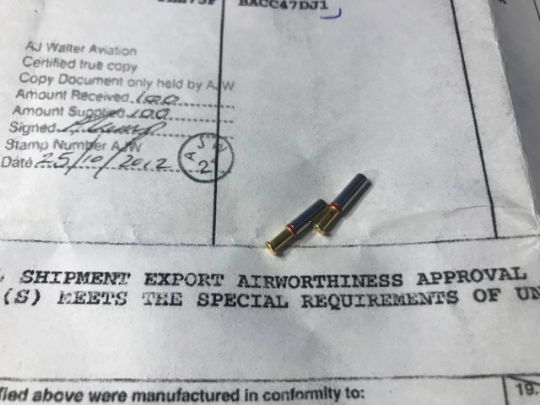 BACC47DJ1
AJ Walter Aviation
Certified true copy
Copy Document only held by AJW
Amount Received 100
Amount Supplied 100
Signed
Stamp Number AJW
Date 25/10/2012
AJW
2
SHIPMENT EXPORT AIRWORTHINESS APPROVAL
(S) MEETS THE SPECIAL REQUIREMENTS OF UN
fied above were manufactured in conformity to:
19.